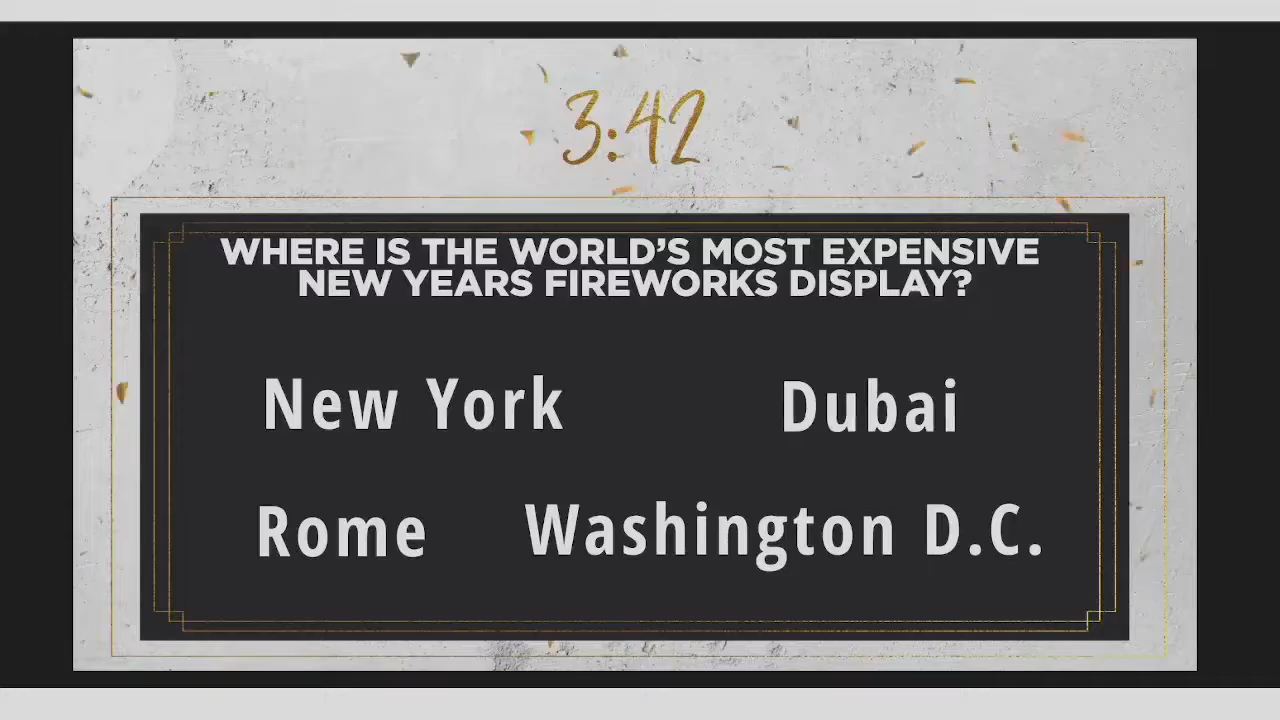 3:42
WHERE IS THE WORLD'S MOST EXPENSIVE
NEW YEARS FIREWORKS DISPLAY?
New York
Dubai
Rome
Washington D.C.